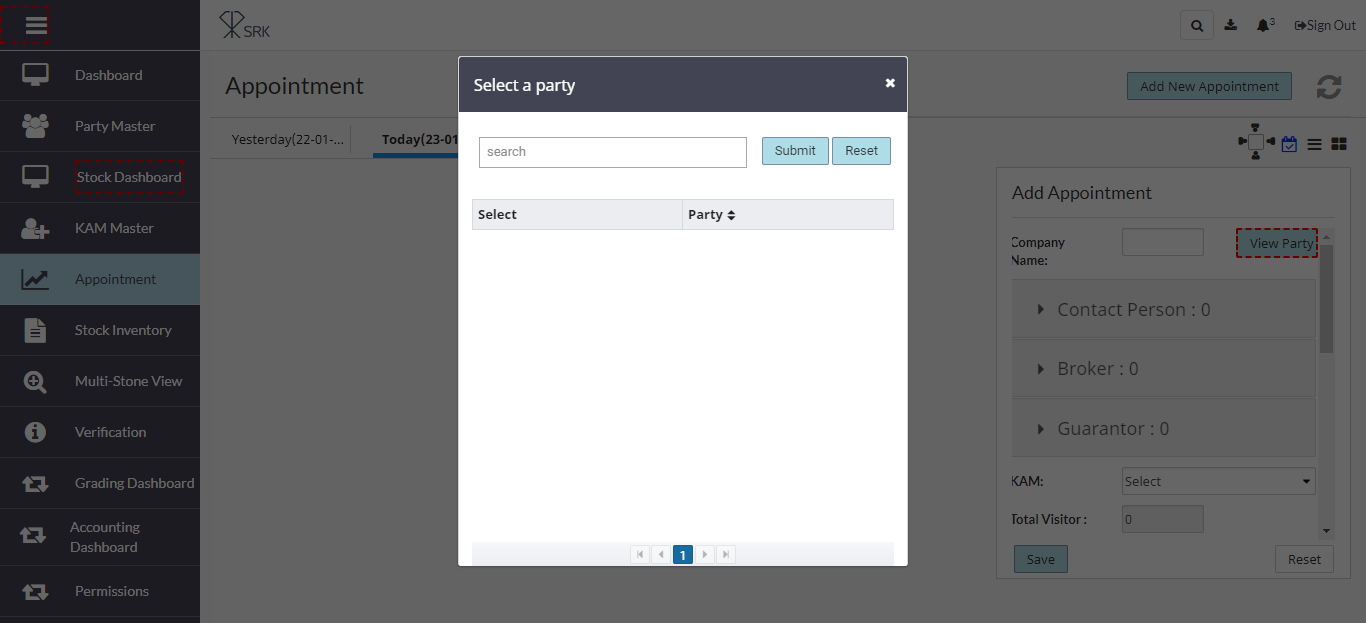 SRK
3
Sign Out
Dashboard
Party Master
Stock Dashboard
KAM Master
Appointment
Stock Inventory
Multi-Stone View
Verification
Grading Dashboard
Accounting
Dashboard
Permissions
Appointment
Add New Appointment
Yesterday(22-01-...
Today(23-01
Select a party
search
Submit
Reset
Select
Party
1
Add Appointment
Company
Name:
View Party
Contact Person : 0
Broker : 0
Guarantor : 0
KAM:
Select
Total Visitor :
0
Save
Reset